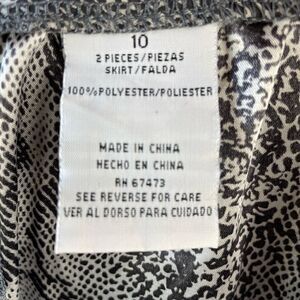 10
2 PIECES/PIEZAS
SKIRT/FALDA
100%POLYESTER/POLIESTER
MADE IN CHINA
HECHO EN CHINA
RN 67473
SEE REVERSE FOR CARE
VER AL DORSO PARA CUIDADO